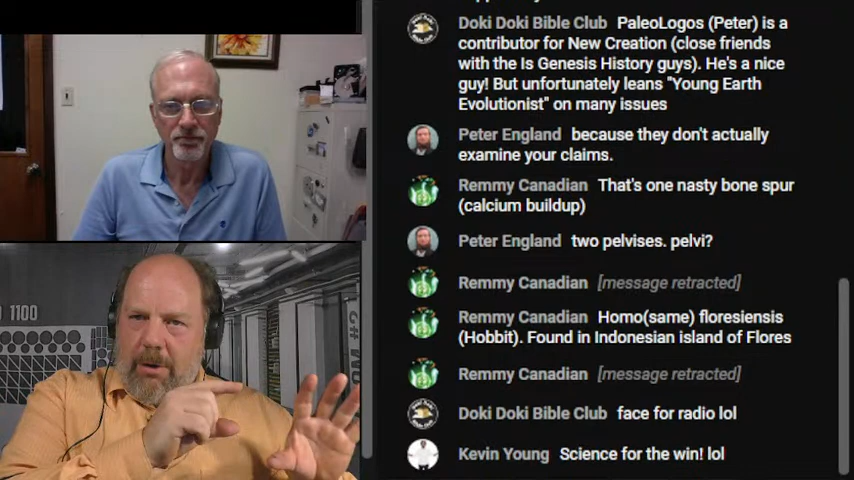 Doki Doki Bible Club PaleoLogos (Peter) is a
contributor for New Creation (close friends
with the Is Genesis History guys). He's a nice
guy! But unfortunately leans "Young Earth
Evolutionist" on many issues
Peter England because they don't actually
examine your claims.
Remmy Canadian That's one nasty bone spur
(calcium buildup)
Peter England two pelvises. pelvi?
Remmy Canadian [message retracted]
Remmy Canadian Homo(same) floresiensis
(Hobbit). Found in Indonesian island of Flores
Remmy Canadian [message retracted]
Doki Doki Bible Club face for radio lol
Kevin Young Science for the win! lol
1100